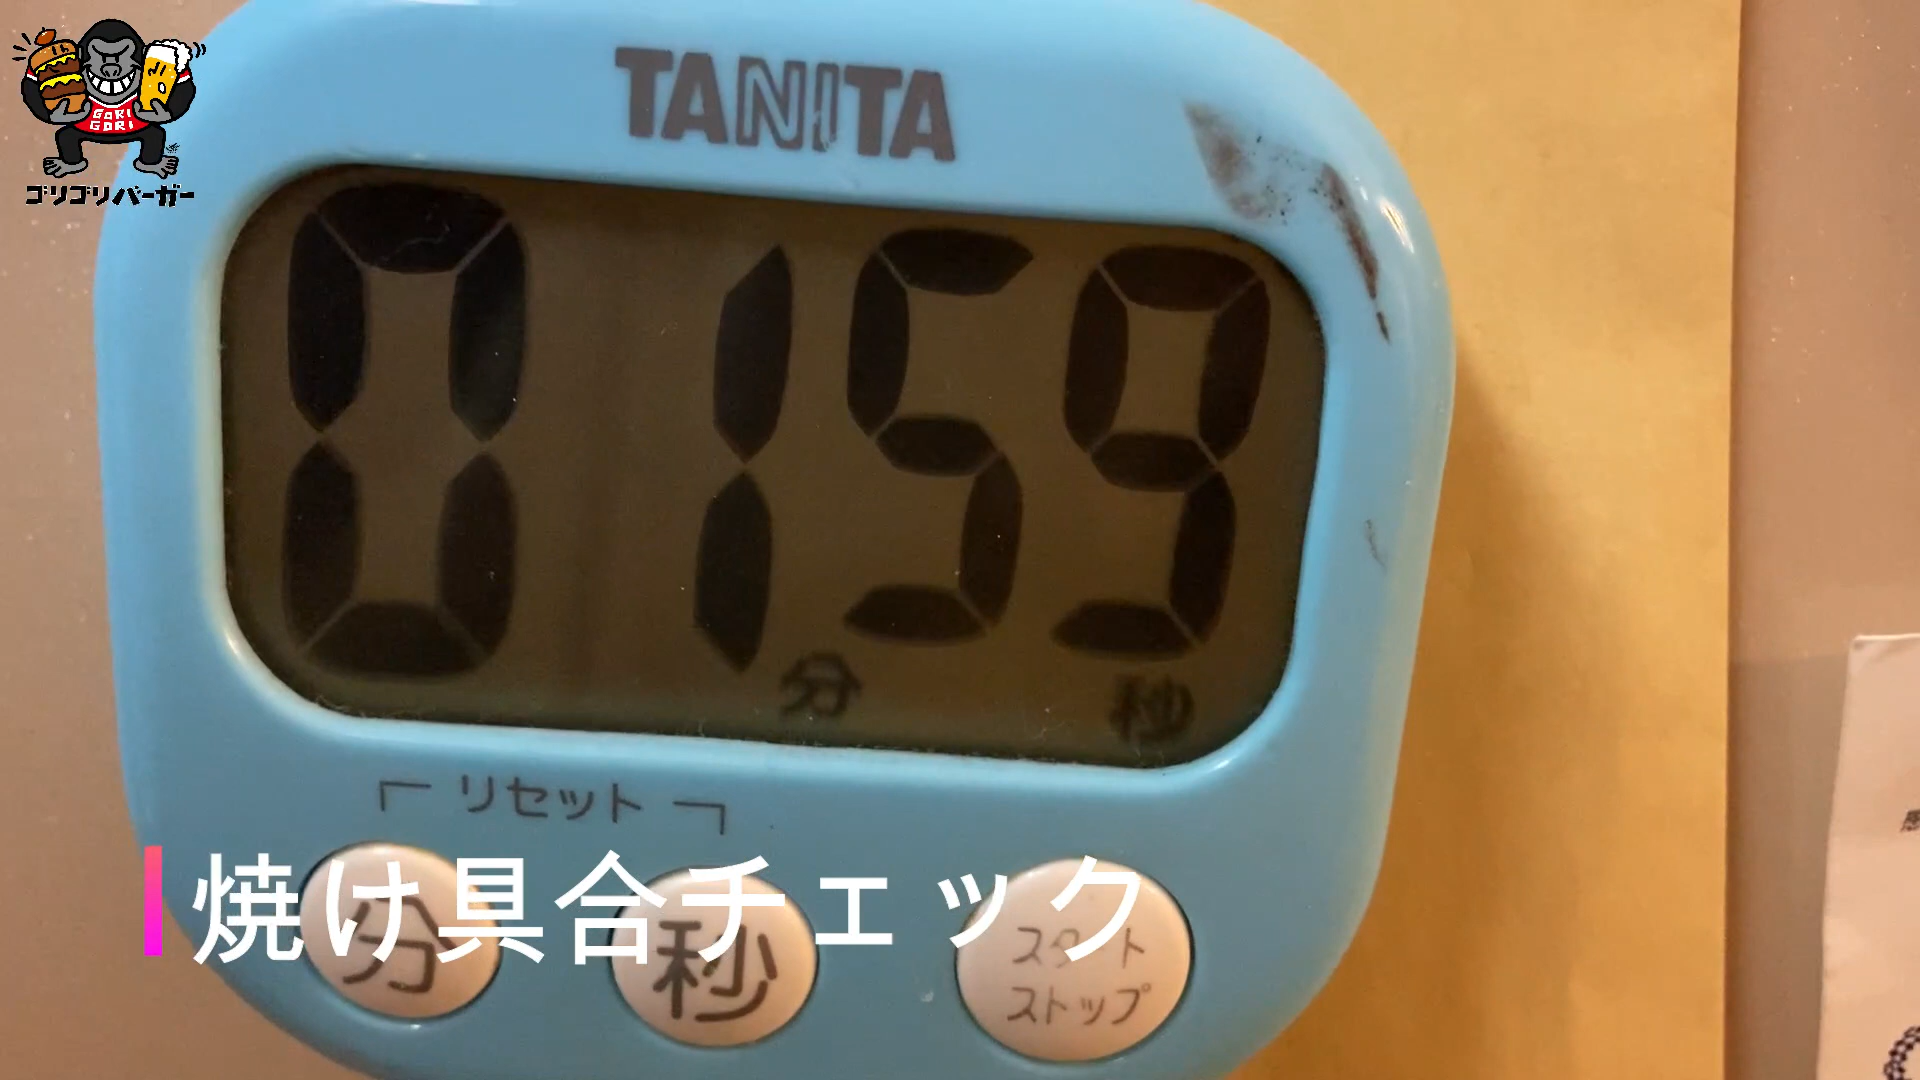 GORI
GORI
ゴリゴリバーガー
TANITA
01 59
分 秒
リセット
焼け具合チェック
分
秒
スタート
ストップ